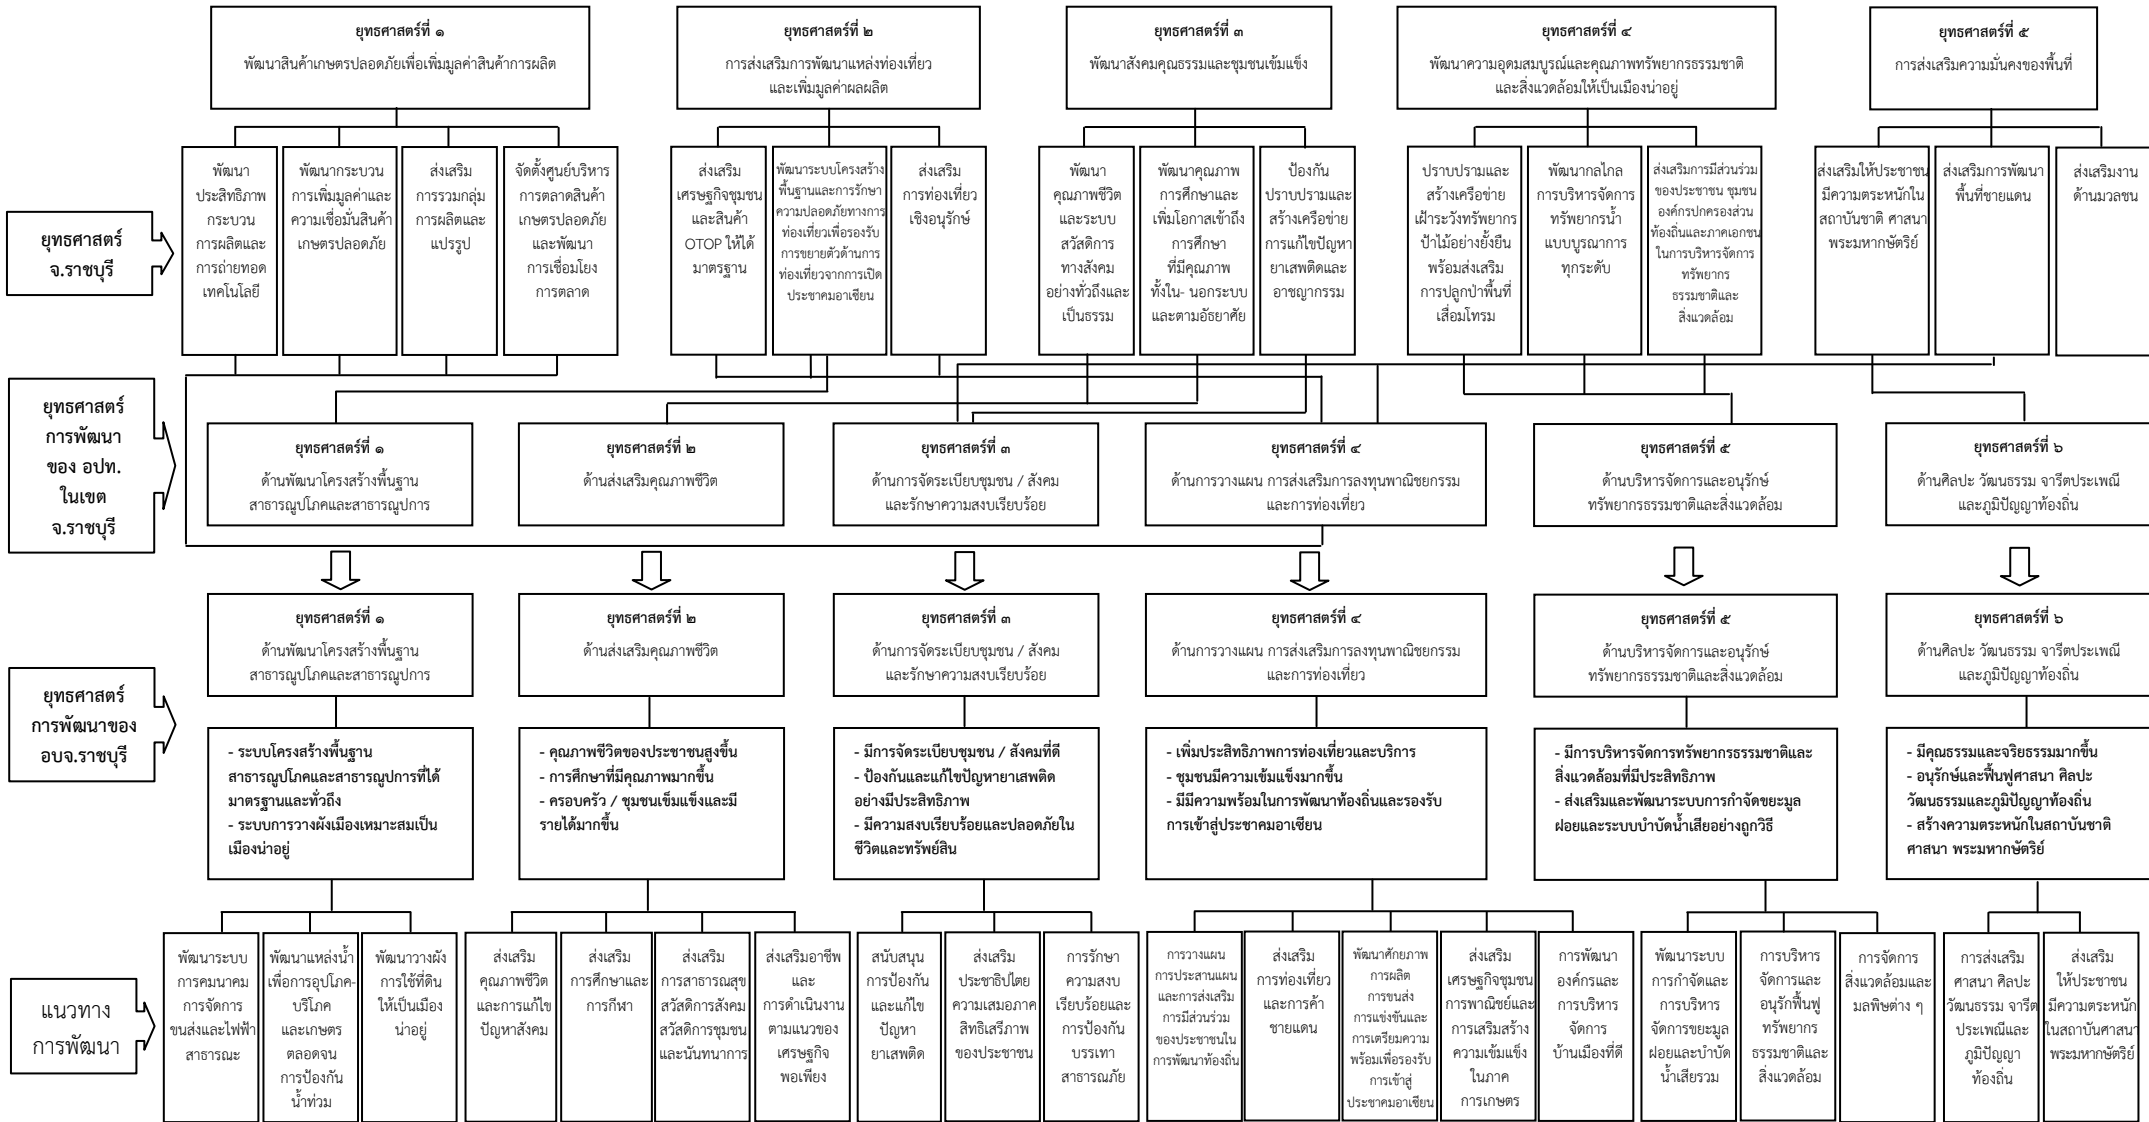 ยุทธศาสตร์ที่ ๑
พัฒนาสินค้าเกษตรปลอดภัยเพื่อเพิ่มมูลค่าสินค้าการผลิต
ยุทธศาสตร์ที่ ๒
การส่งเสริมการพัฒนาแหล่งท่องเที่ยว
และเพิ่มมูลค่าผลผลิต
ยุทธศาสตร์ที่ ๓
พัฒนาสังคมคุณธรรมและชุมชนเข้มแข็ง
ยุทธศาสตร์ที่ ๔
พัฒนาความอุดมสมบูรณ์และคุณภาพทรัพยากรธรรมชาติ
และสิ่งแวดล้อมให้เป็นเมืองน่าอยู่
ยุทธศาสตร์ที่ ๕
การส่งเสริมความมั่นคงของพื้นที่
ยุทธศาสตร์
จ.ราชบุรี
พัฒนา
ประสิทธิภาพ
กระบวน
การผลิตและ
การถ่ายทอด
เทคโนโลยี
พัฒนากระบวน
การเพิ่มมูลค่าและ
ความเชื่อมั่นสินค้า
เกษตรปลอดภัย
ส่งเสริม
การรวมกลุ่ม
การผลิตและ
แปรรูป
จัดตั้งศูนย์บริหาร
การตลาดสินค้า
เกษตรปลอดภัย
และพัฒนา
การเชื่อมโยง
การตลาด
ส่งเสริม
เศรษฐกิจชุมชน
และสินค้า
OTOP ให้ได้
มาตรฐาน
พัฒนาระบบโครงสร้าง
พื้นฐานและการรักษา
ความปลอดภัยทางการ
ท่องเที่ยวเพื่อรองรับ
การขยายตัวด้านการ
ท่องเที่ยวจากการเปิด
ประชาคมอาเซียน
ส่งเสริม
การท่องเที่ยว
เชิงอนุรักษ์
พัฒนา
คุณภาพชีวิต
และระบบ
สวัสดิการ
ทางสังคม
อย่างทั่วถึงและ
เป็นธรรม
พัฒนาคุณภาพ
การศึกษาและ
เพิ่มโอกาสเข้าถึง
การศึกษา
ที่มีคุณภาพ
ทั้งใน- นอกระบบ
และตามอัธยาศัย
ป้องกัน
ปราบปรามและ
สร้างเครือข่าย
การแก้ไขปัญหา
ยาเสพติดและ
อาชญากรรม
ปราบปรามและ
สร้างเครือข่าย
เฝ้าระวังทรัพยากร
ป่าไม้อย่างยั่งยืน
พร้อมส่งเสริม
การปลูกป่าพื้นที่
เสื่อมโทรม
พัฒนากลไกล
การบริหารจัดการ
ทรัพยากรน้ำ
แบบบูรณาการ
ทุกระดับ
ส่งเสริมการมีส่วนร่วม
ของประชาชน ชุมชน
องค์กรปกครองส่วน
ท้องถิ่นและภาคเอกชน
ในการบริหารจัดการ
ทรัพยากร
ธรรมชาติและ
สิ่งแวดล้อม
ส่งเสริมให้ประชาชน
มีความตระหนักใน
สถาบันชาติ ศาสนา
พระมหากษัตริย์
ส่งเสริมการพัฒนา
พื้นที่ชายแดน
ส่งเสริมงาน
ด้านมวลชน
ยุทธศาสตร์
การพัฒนา
ของ อปท.
ในเขต
จ.ราชบุรี
ยุทธศาสตร์ที่ ๑
ด้านพัฒนาโครงสร้างพื้นฐาน
สาธารณูปโภคและสาธารณูปการ
ยุทธศาสตร์ที่ ๒
ด้านส่งเสริมคุณภาพชีวิต
ยุทธศาสตร์ที่ ๓
ด้านการจัดระเบียบชุมชน / สังคม
และรักษาความสงบเรียบร้อย
ยุทธศาสตร์ที่ ๔
ด้านการวางแผน การส่งเสริมการลงทุนพาณิชยกรรม
และการท่องเที่ยว
ยุทธศาสตร์ที่ ๕
ด้านบริหารจัดการและอนุรักษ์
ทรัพยากรธรรมชาติและสิ่งแวดล้อม
ยุทธศาสตร์ที่ ๖
ด้านศิลปะ วัฒนธรรม จารีตประเพณี
และภูมิปัญญาท้องถิ่น
ยุทธศาสตร์
การพัฒนาของ
อบจ.ราชบุรี
ยุทธศาสตร์ที่ ๑
ด้านพัฒนาโครงสร้างพื้นฐาน
สาธารณูปโภคและสาธารณูปการ
ยุทธศาสตร์ที่ ๒
ด้านส่งเสริมคุณภาพชีวิต
ยุทธศาสตร์ที่ ๓
ด้านการจัดระเบียบชุมชน / สังคม
และรักษาความสงบเรียบร้อย
ยุทธศาสตร์ที่ ๔
ด้านการวางแผน การส่งเสริมการลงทุนพาณิชยกรรม
และการท่องเที่ยว
ยุทธศาสตร์ที่ ๕
ด้านบริหารจัดการและอนุรักษ์
ทรัพยากรธรรมชาติและสิ่งแวดล้อม
ยุทธศาสตร์ที่ ๖
ด้านศิลปะ วัฒนธรรม จารีตประเพณี
และภูมิปัญญาท้องถิ่น
- ระบบโครงสร้างพื้นฐาน
สาธารณูปโภคและสาธารณูปการที่ได้
มาตรฐานและทั่วถึง
- ระบบการวางผังเมืองเหมาะสมเป็น
เมืองน่าอยู่
- คุณภาพชีวิตของประชาชนสูงขึ้น
- การศึกษาที่มีคุณภาพมากขึ้น
- ครอบครัว / ชุมชนเข้มแข็งและมี
รายได้มากขึ้น
- มีการจัดระเบียบชุมชน / สังคมที่ดี
- ป้องกันและแก้ไขปัญหายาเสพติด
อย่างมีประสิทธิภาพ
- มีความสงบเรียบร้อยและปลอดภัยใน
ชีวิตและทรัพย์สิน
- เพิ่มประสิทธิภาพการท่องเที่ยวและบริการ
- ชุมชนมีความเข้มแข็งมากขึ้น
- มีมีความพร้อมในการพัฒนาท้องถิ่นและรองรับ
การเข้าสู่ประชาคมอาเซียน
- มีการบริหารจัดการทรัพยากรธรรมชาติและ
สิ่งแวดล้อมที่มีประสิทธิภาพ
- ส่งเสริมและพัฒนาระบบการกำจัดขยะมูล
ฝอยและระบบบำบัดน้ำเสียอย่างถูกวิธี
- มีคุณธรรมและจริยธรรมมากขึ้น
- อนุรักษ์และฟื้นฟูศาสนา ศิลปะ
วัฒนธรรมและภูมิปัญญาท้องถิ่น
- สร้างความตระหนักในสถาบันชาติ
ศาสนา พระมหากษัตริย์
แนวทาง
การพัฒนา
พัฒนาระบบ
การคมนาคม
การจัดการ
ขนส่งและไฟฟ้า
สาธารณะ
พัฒนาแหล่งน้ำ
เพื่อการอุปโภค-
บริโภค
และเกษตร
ตลอดจน
การป้องกัน
น้ำท่วม
พัฒนาวางผัง
การใช้ที่ดิน
ให้เป็นเมือง
น่าอยู่
ส่งเสริม
คุณภาพชีวิต
และการแก้ไข
ปัญหาสังคม
ส่งเสริม
การศึกษาและ
การกีฬา
ส่งเสริม
การสาธารณสุข
สวัสดิการสังคม
สวัสดิการชุมชน
และนันทนาการ
ส่งเสริมอาชีพ
และ
การดำเนินงาน
ตามแนวของ
เศรษฐกิจ
พอเพียง
สนับสนุน
การป้องกัน
และแก้ไข
ปัญหา
ยาเสพติด
ส่งเสริม
ประชาธิปไตย
ความเสมอภาค
สิทธิเสรีภาพ
ของประชาชน
การรักษา
ความสงบ
เรียบร้อยและ
การป้องกัน
บรรเทา
สาธารณภัย
การวางแผน
การประสานแผน
และการส่งเสริม
การมีส่วนร่วม
ของประชาชนใน
การพัฒนาท้องถิ่น
ส่งเสริม
การท่องเที่ยว
และการค้า
ชายแดน
พัฒนาศักยภาพ
การผลิต
การขนส่ง
การแข่งขันและ
การเตรียมความ
พร้อมเพื่อรองรับ
การเข้าสู่
ประชาคมอาเซียน
ส่งเสริม
เศรษฐกิจชุมชน
การพาณิชย์และ
การเสริมสร้าง
ความเข้มแข็ง
ในภาค
การเกษตร
การพัฒนา
องค์กรและ
การบริหาร
จัดการ
บ้านเมืองที่ดี
พัฒนาระบบ
การกำจัดและ
การบริหาร
จัดการขยะมูล
ฝอยและบำบัด
น้ำเสียรวม
การบริหาร
จัดการและ
อนุรักฟื้นฟู
ทรัพยากร
ธรรมชาติและ
สิ่งแวดล้อม
การจัดการ
สิ่งแวดล้อมและ
มลพิษต่าง ๆ
การส่งเสริม
ศาสนา ศิลปะ
วัฒนธรรม จารีต
ประเพณีและ
ภูมิปัญญา
ท้องถิ่น
ส่งเสริม
ให้ประชาชน
มีความตระหนัก
ในสถาบันศาสนา
พระมหากษัตริย์